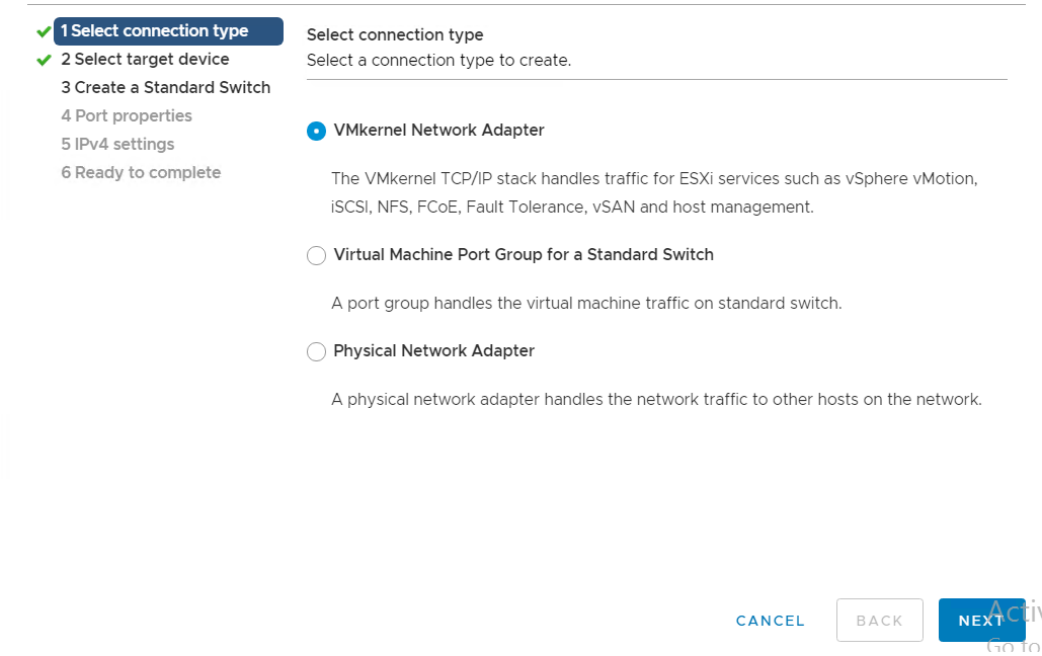 1 Select connection type
2 Select target device
3 Create a Standard Switch
4 Port properties
5 IPv4 settings
6 Ready to complete
Select connection type
Select a connection type to create.
VMkernel Network Adapter
The VMkernel TCP/IP stack handles traffic for ESXi services such as vSphere vMotion,
iSCSI, NFS, FCoE, Fault Tolerance, vSAN and host management.
Virtual Machine Port Group for a Standard Switch
A port group handles the virtual machine traffic on standard switch.
Physical Network Adapter
A physical network adapter handles the network traffic to other hosts on the network.
CANCEL
BACK
NEXT
Activ
Go to